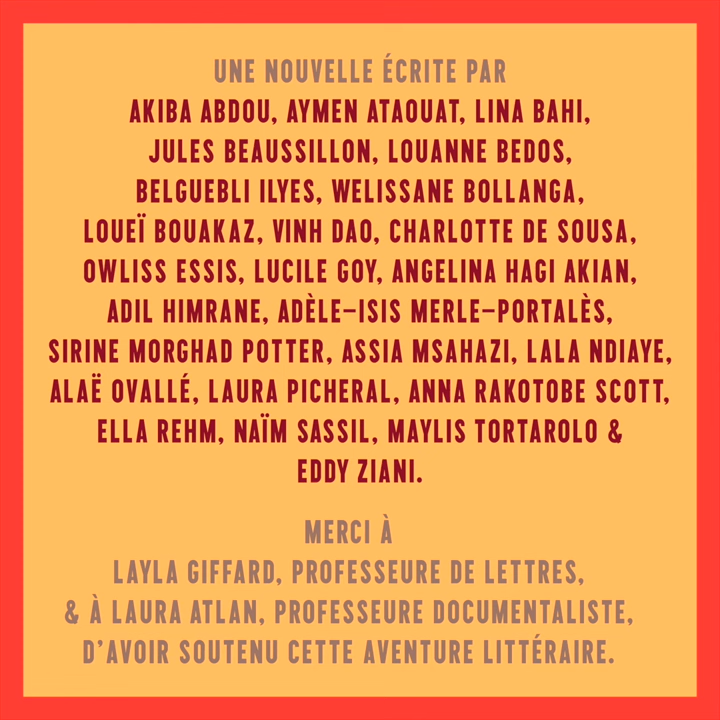 UNE NOUVELLE ÉCRITE PAR
AKIBA ABDOU, AYMEN ATAOUAT, LINA BAHI,
JULES BEAUSSILLON, LOUANNE BEDOS,
BELGUEBLI ILYES, WELISSANE BOLLANGA,
LOUEÏ BOUAKAZ, VINH DAO, CHARLOTTE DE SOUSA,
OWLISS ESSIS, LUCILE GOY, ANGELINA HAGI AKIAN,
ADIL HIMRANE, ADÈLE–ISIS MERLE–PORTALÈS,
SIRINE MORGHAD POTTER, ASSIA MSAHAZI, LALA NDIAYE,
ALAË OVALLÉ, LAURA PICHERAL, ANNA RAKOTOBE SCOTT,
ELLA REHM, NAÏM SASSIL, MAYLIS TORTAROLO &
EDDY ZIANI.
MERCI À
LAYLA GIFFARD, PROFESSEURE DE LETTRES,
& À LAURA ATLAN, PROFESSEURE DOCUMENTALISTE,
D'AVOIR SOUTENU CETTE AVENTURE LITTÉRAIRE.